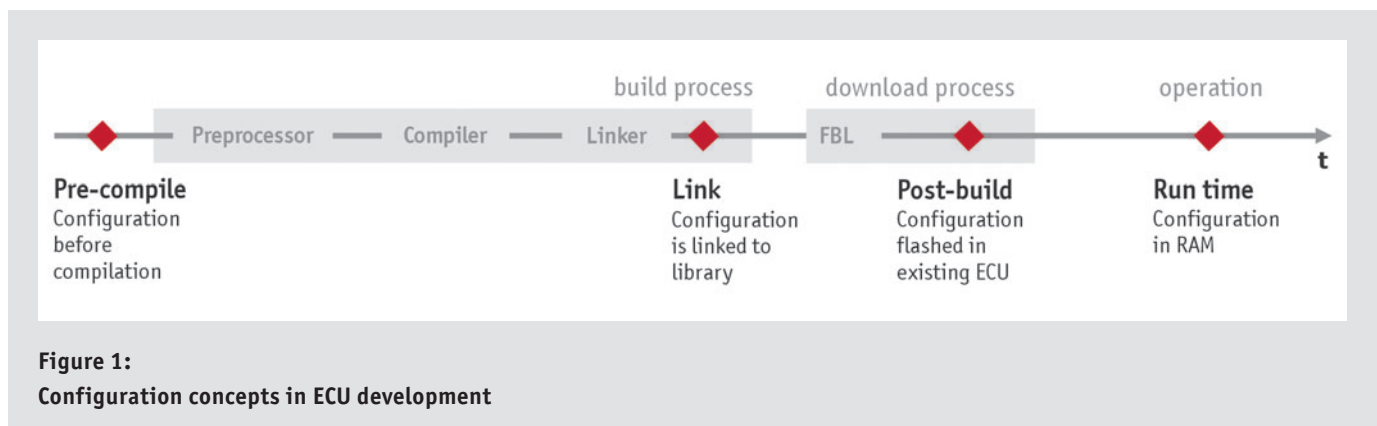 build process
download process
operation
Preprocessor
Compiler
Linker
FBL
t
Pre-compile
Configuration
before
compilation
Link
Configuration
is linked to
library
Post-build
Configuration
flashed in
existing ECU
Run time
Configuration
in RAM
Figure 1:
Configuration concepts in ECU development